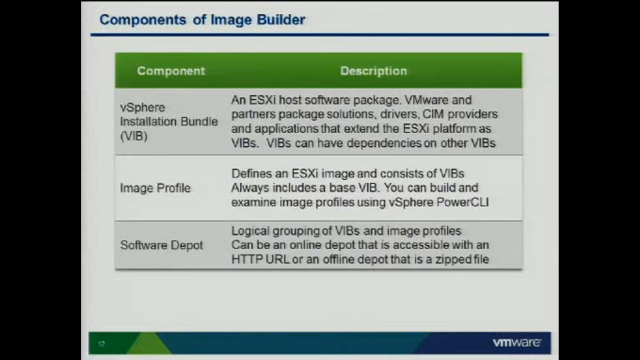 Components of Image Builder
Component
Description
vSphere
Installation Bundle
(VIB)
An ESXi host software package. VMware and
partners package solutions, drivers, CIM providers
and applications that extend the ESXi platform as
VIBs. VIBs can have dependencies on other VIBs
Image Profile
Defines an ESXi image and consists of VIBs
Always includes a base VIB. You can build and
examine image profiles using vSphere PowerCLI
Software Depot
Logical grouping of VIBs and image profiles
Can be an online depot that is accessible with an
HTTP URL or an offline depot that is a zipped file
12
vmware